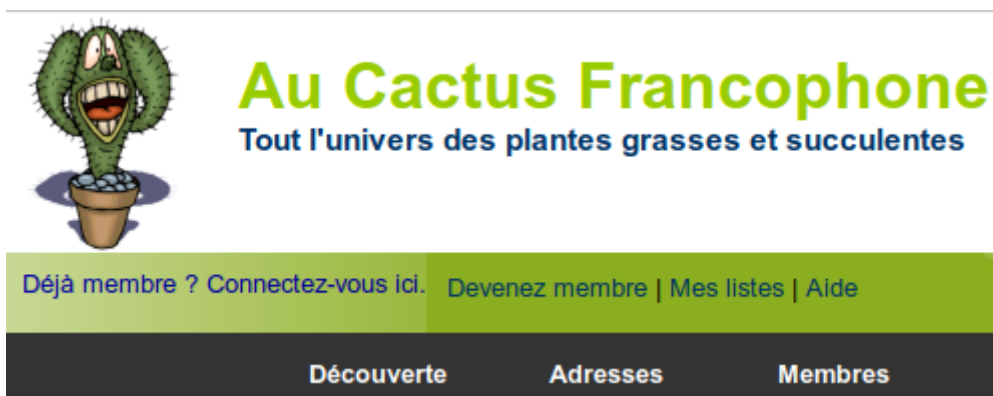 Au Cactus Francophone
Tout l'univers des plantes grasses et succulentes
Déjà membre ? Connectez-vous ici.
Devenez membre | Mes listes | Aide
Découverte Adresses Membres